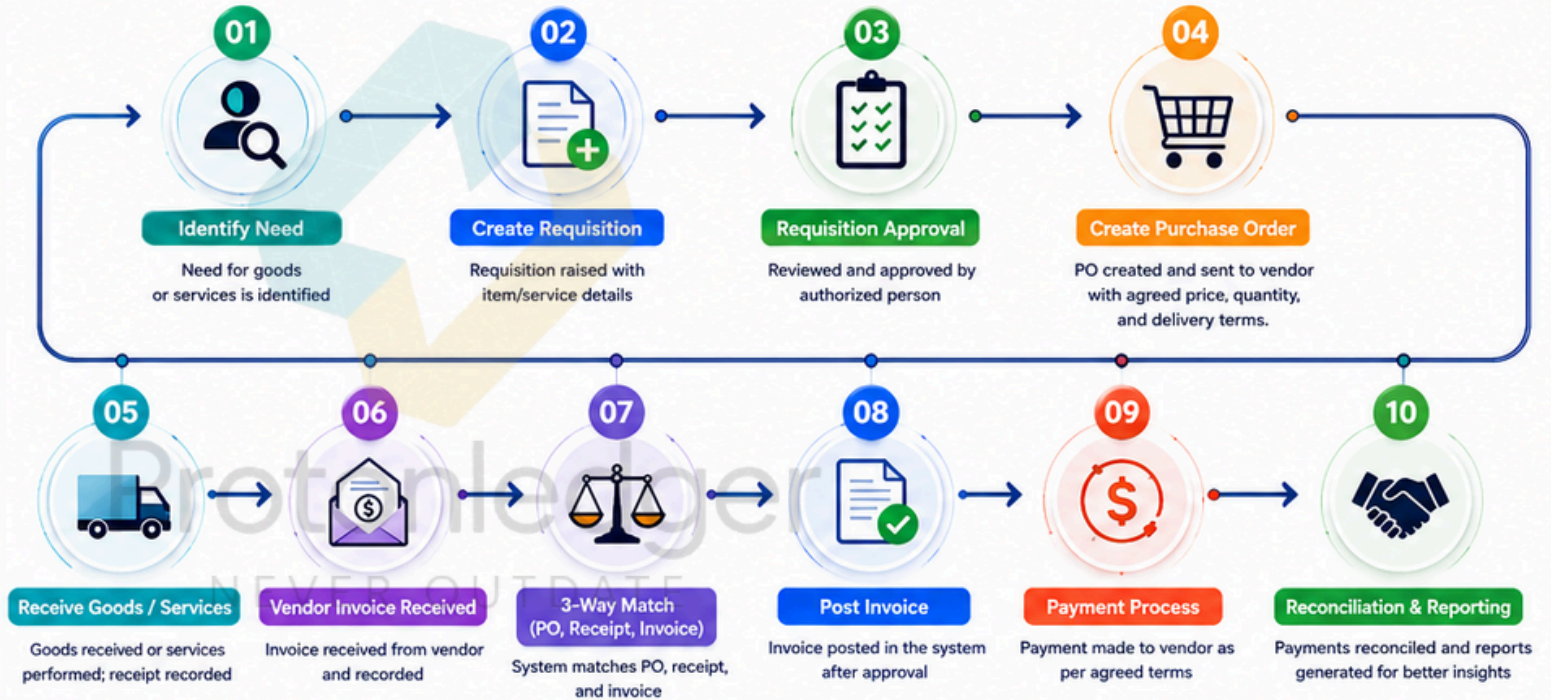 01
02
03
04
Identify Need
Create Requisition
Requisition Approval
Create Purchase Order
Need for goods
or services is identified
Requisition raised with
item/service details
Reviewed and approved by
authorized person
PO created and sent to vendor
with agreed price, quantity,
and delivery terms.
05
06
07
08
09
10
$
$
Protonledger
NEVER OUTDATE
Receive Goods / Services
Vendor Invoice Received
3-Way Match
(PO, Receipt, Invoice)
Post Invoice
Payment Process
Reconciliation & Reporting
Goods received or services
performed; receipt recorded
Invoice received from vendor
and recorded
System matches PO, receipt,
and invoice
Invoice posted in the system
after approval
Payment made to vendor as
per agreed terms
Payments reconciled and reports
generated for better insights